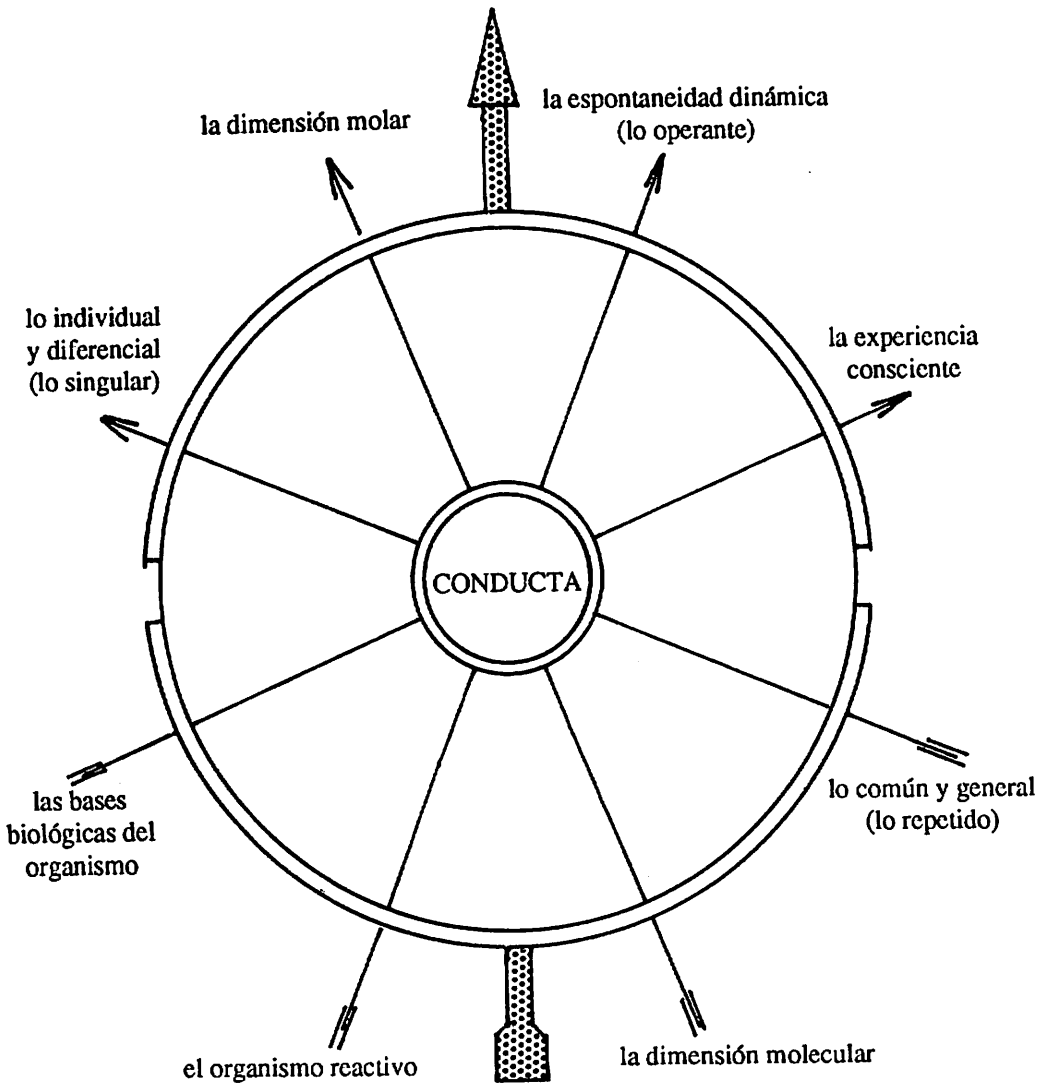 la dimensión molar
la espontaneidad dinámica
(lo operante)
lo individual
y diferencial
(lo singular)
la experiencia
consciente
CONDUCTA
las bases
biológicas del
organismo
lo común y general
(lo repetido)
el organismo reactivo
la dimensión molecular